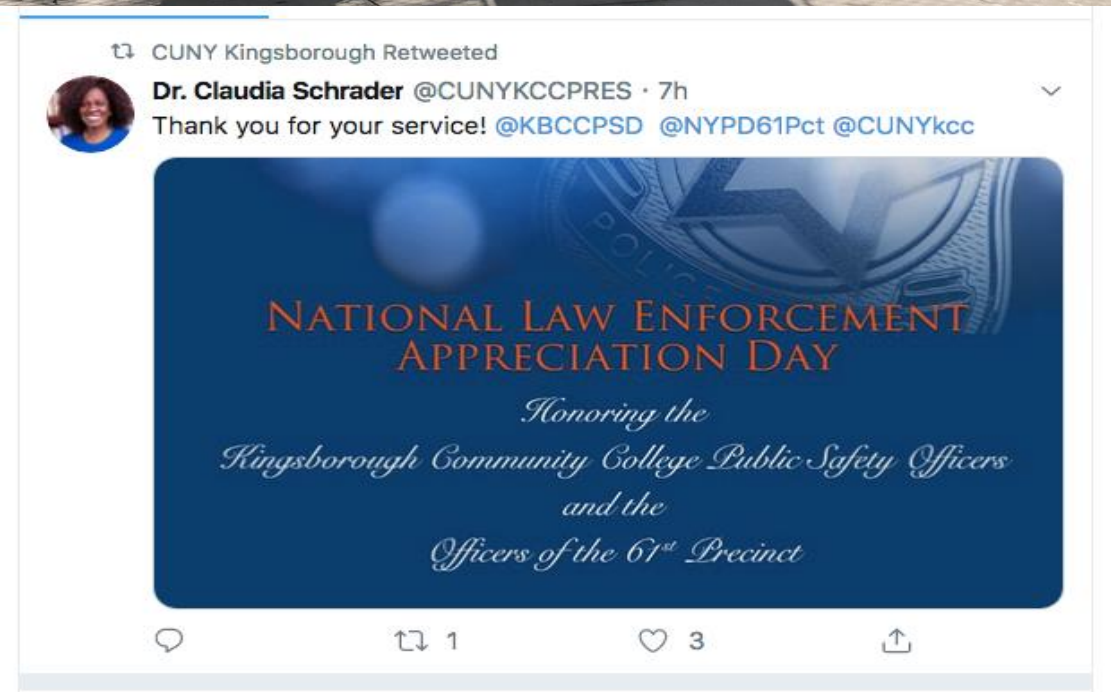 CUNY Kingsborough Retweeted
Dr. Claudia Schrader @CUNYKCCPRES · 7h
Thank you for your service! @KBCCPSD @NYPD61Pct @CUNYkcc
POLICE
NATIONAL LAW ENFORCEMENT
APPRECIATION DAY
Honoring the
Kingsborough Community College Public Safety Officers
and the
Officers of the 61st Precinct
1 3